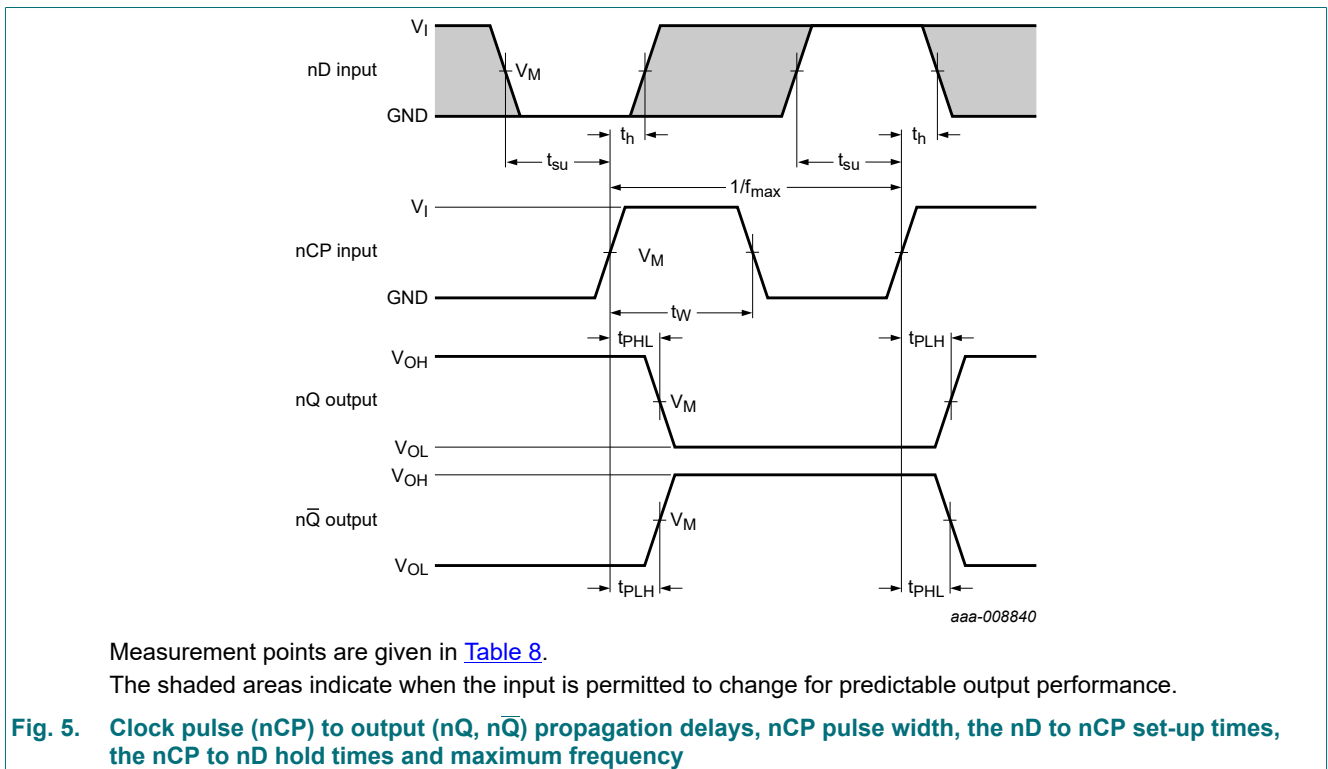 VI
nD input
VM
GND
th
th
tsu
tsu
1/fmax
VI
nCP input
VM
GND
tW
tPHL
tPLH
VOH
nQ output
VM
VOL
VOH
nQ̅ output
VM
VOL
tPLH
tPHL
aaa-008840
Measurement points are given in Table 8.
The shaded areas indicate when the input is permitted to change for predictable output performance.
Fig. 5. Clock pulse (nCP) to output (nQ, nQ̅) propagation delays, nCP pulse width, the nD to nCP set-up times,
the nCP to nD hold times and maximum frequency